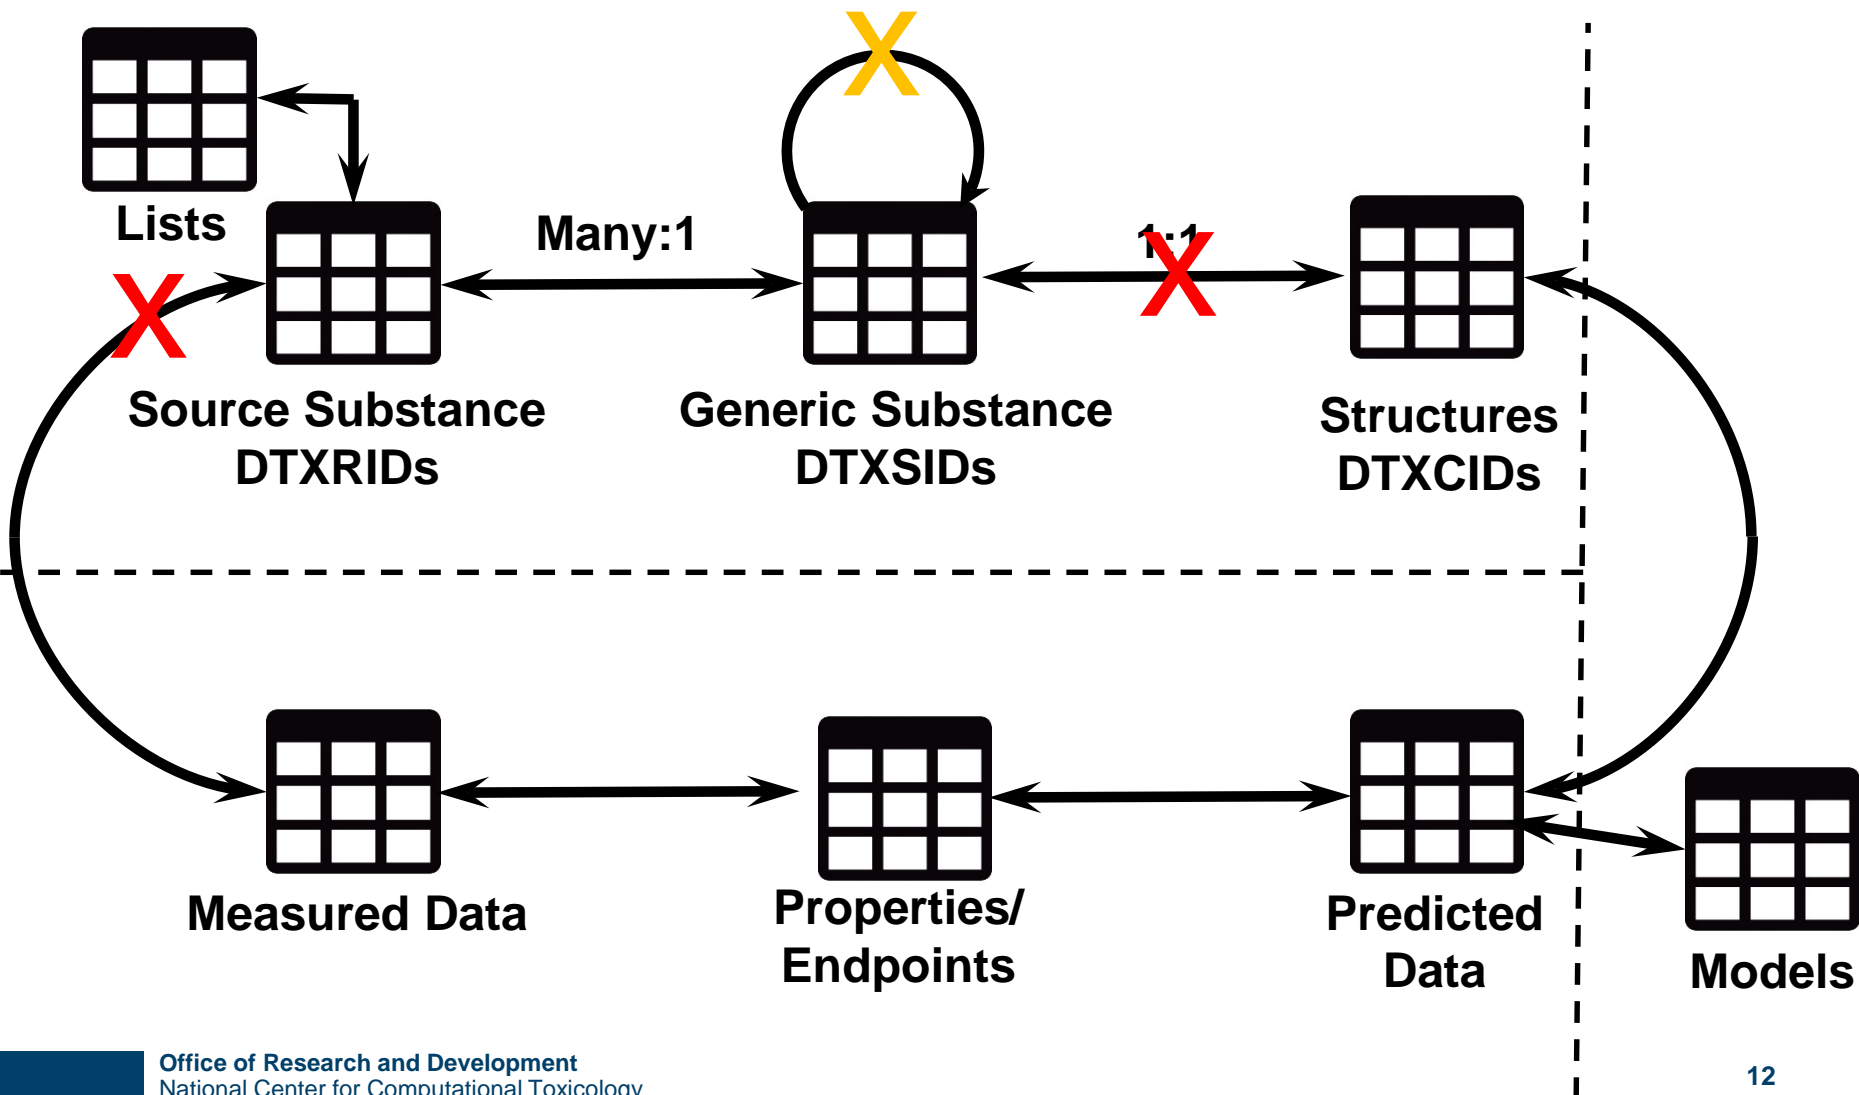 Lists
Many:1
1:1
X
X
X
Source Substance
DTXRIDs
Generic Substance
DTXSIDs
Structures
DTXCIDs
Measured Data
Properties/
Endpoints
Predicted
Data
Models
Office of Research and Development
National Center for Computational Toxicology
12